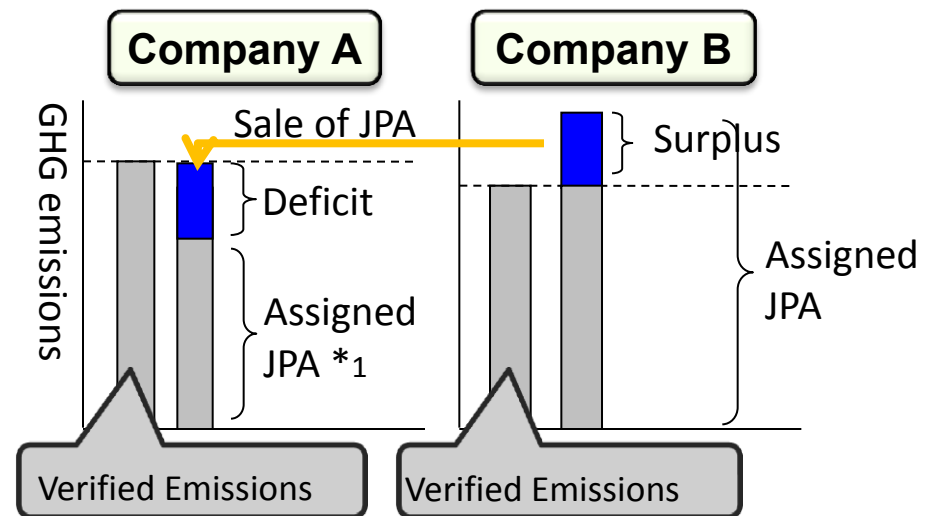 Company A
Company B
GHG emissions
Sale of JPA
Surplus
Deficit
Assigned
JPA
Assigned
JPA *1
Verified Emissions
Verified Emissions